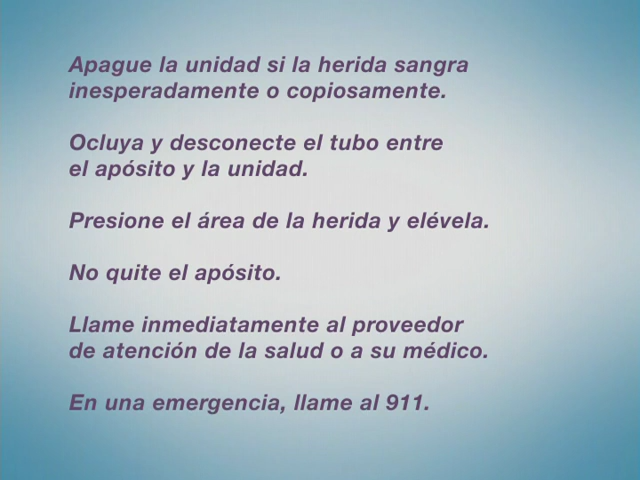 Apague la unidad si la herida sangra
inesperadamente o copiosamente.
Ocluya y desconecte el tubo entre
el apósito y la unidad.
Presione el área de la herida y elévela.
No quite el apósito.
Llame inmediatamente al proveedor
de atención de la salud o a su médico.
En una emergencia, llame al 911.